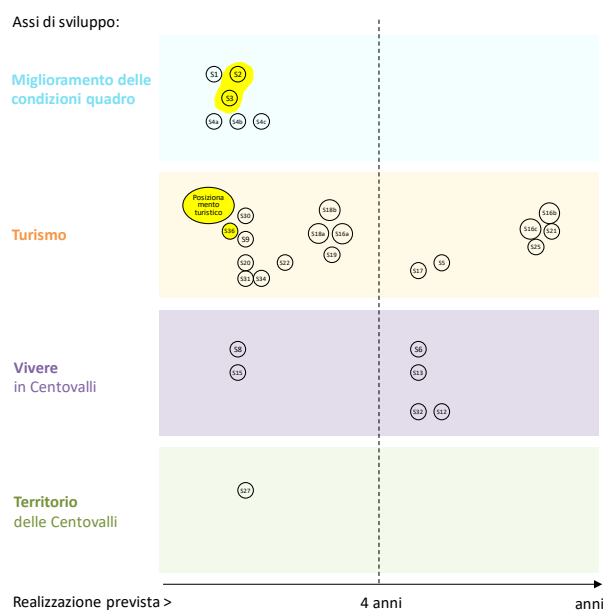 Assi di sviluppo:
Miglioramento delle
condizioni quadro
S1
S2
S3
S4a
S4b
S4c
Turismo
Posiziona
mento
turistico
S36
S30
S9
S20
S31
S34
S22
S18b
S18a
S16a
S19
S17
S5
S16b
S16c
S21
S25
Vivere
in Centovalli
S8
S15
S6
S13
S32
S12
Territorio
delle Centovalli
S27
Realizzazione prevista >
4 anni
anni